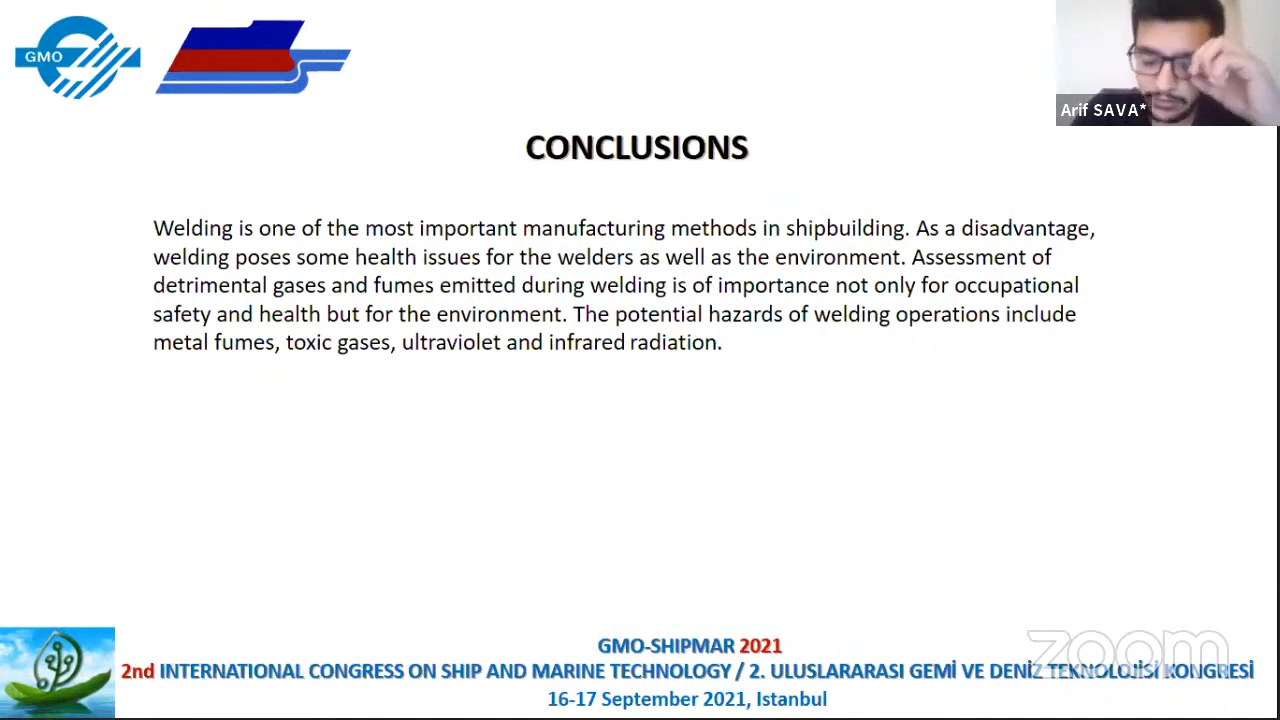 GMO
Arif SAVA*
CONCLUSIONS
Welding is one of the most important manufacturing methods in shipbuilding. As a disadvantage,
welding poses some health issues for the welders as well as the environment. Assessment of
detrimental gases and fumes emitted during welding is of importance not only for occupational
safety and health but for the environment. The potential hazards of welding operations include
metal fumes, toxic gases, ultraviolet and infrared radiation.
GMO-SHIPMAR 2021
zoom
2nd INTERNATIONAL CONGRESS ON SHIP AND MARINE TECHNOLOGY / 2. ULUSLARARASI GEMİ VE DENİZ TEKNOLOJİSİ KONGRESİ
16-17 September 2021, Istanbul